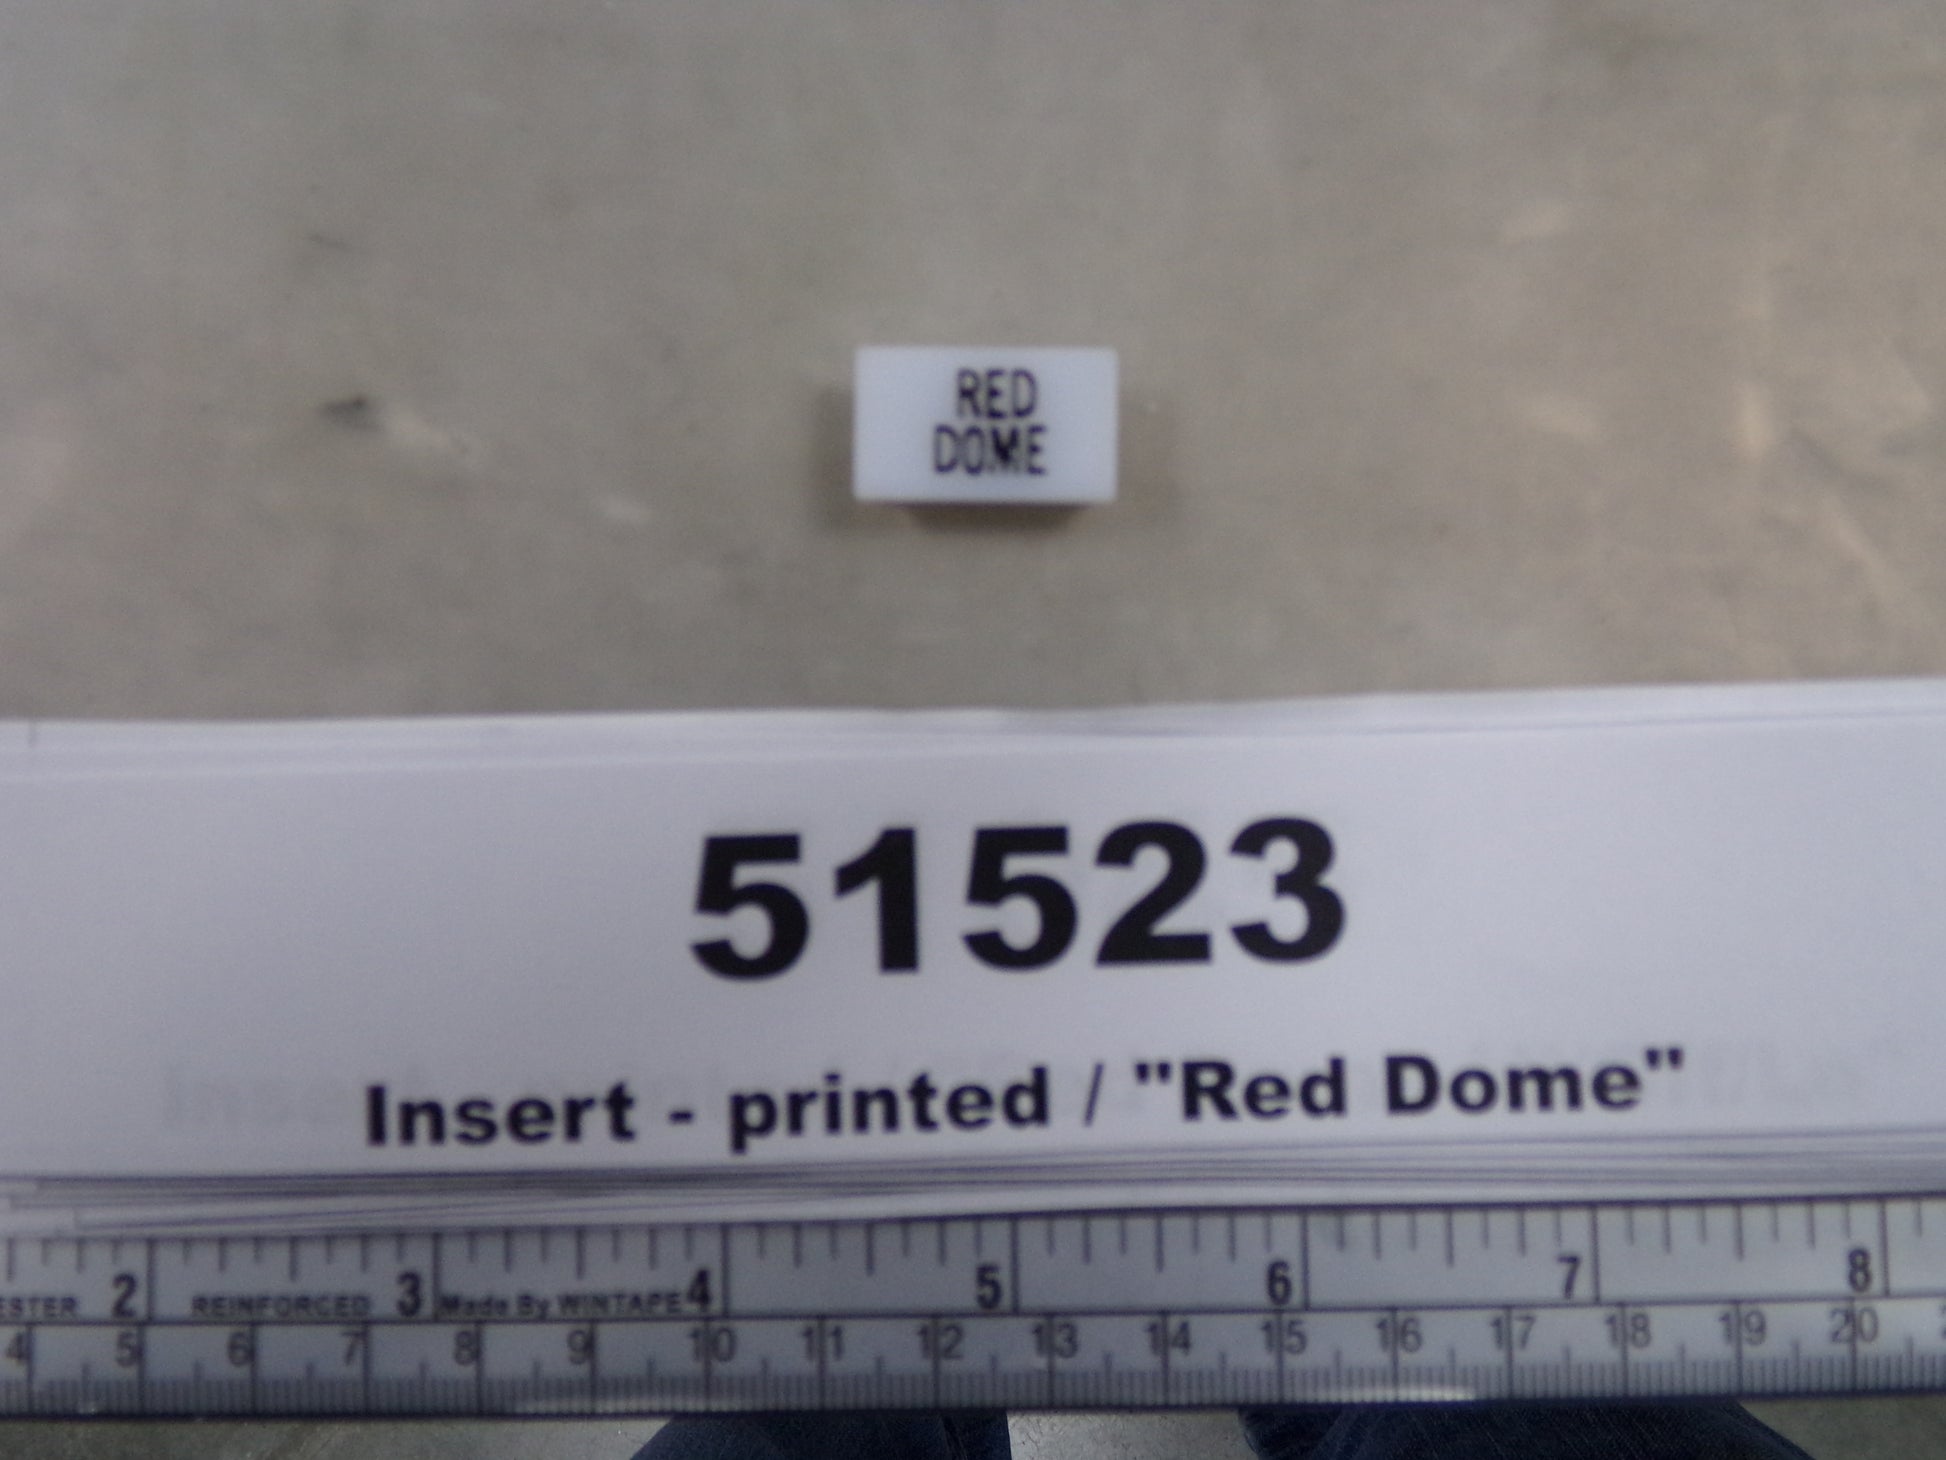 RED
DOME
51523
Insert - printed / "Red Dome"
2 3 4 5 6 7 8
ESTER REINFORCED Made By WINTAPE
4 5 6 7 8 9 10 11 12 13 14 15 16 17 18 19 20